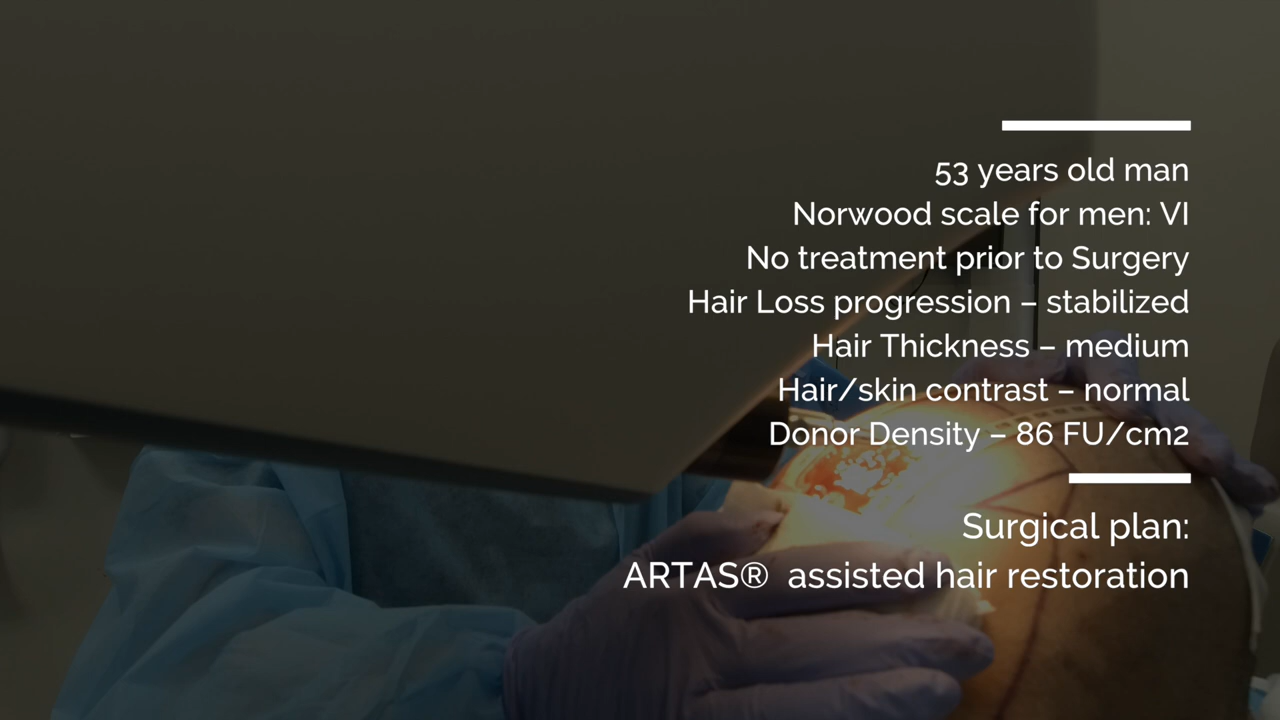 53 years old man
Norwood scale for men: VI
No treatment prior to Surgery
Hair Loss progression – stabilized
Hair Thickness – medium
Hair/skin contrast – normal
Donor Density – 86 FU/cm2
Surgical plan:
ARTAS® assisted hair restoration